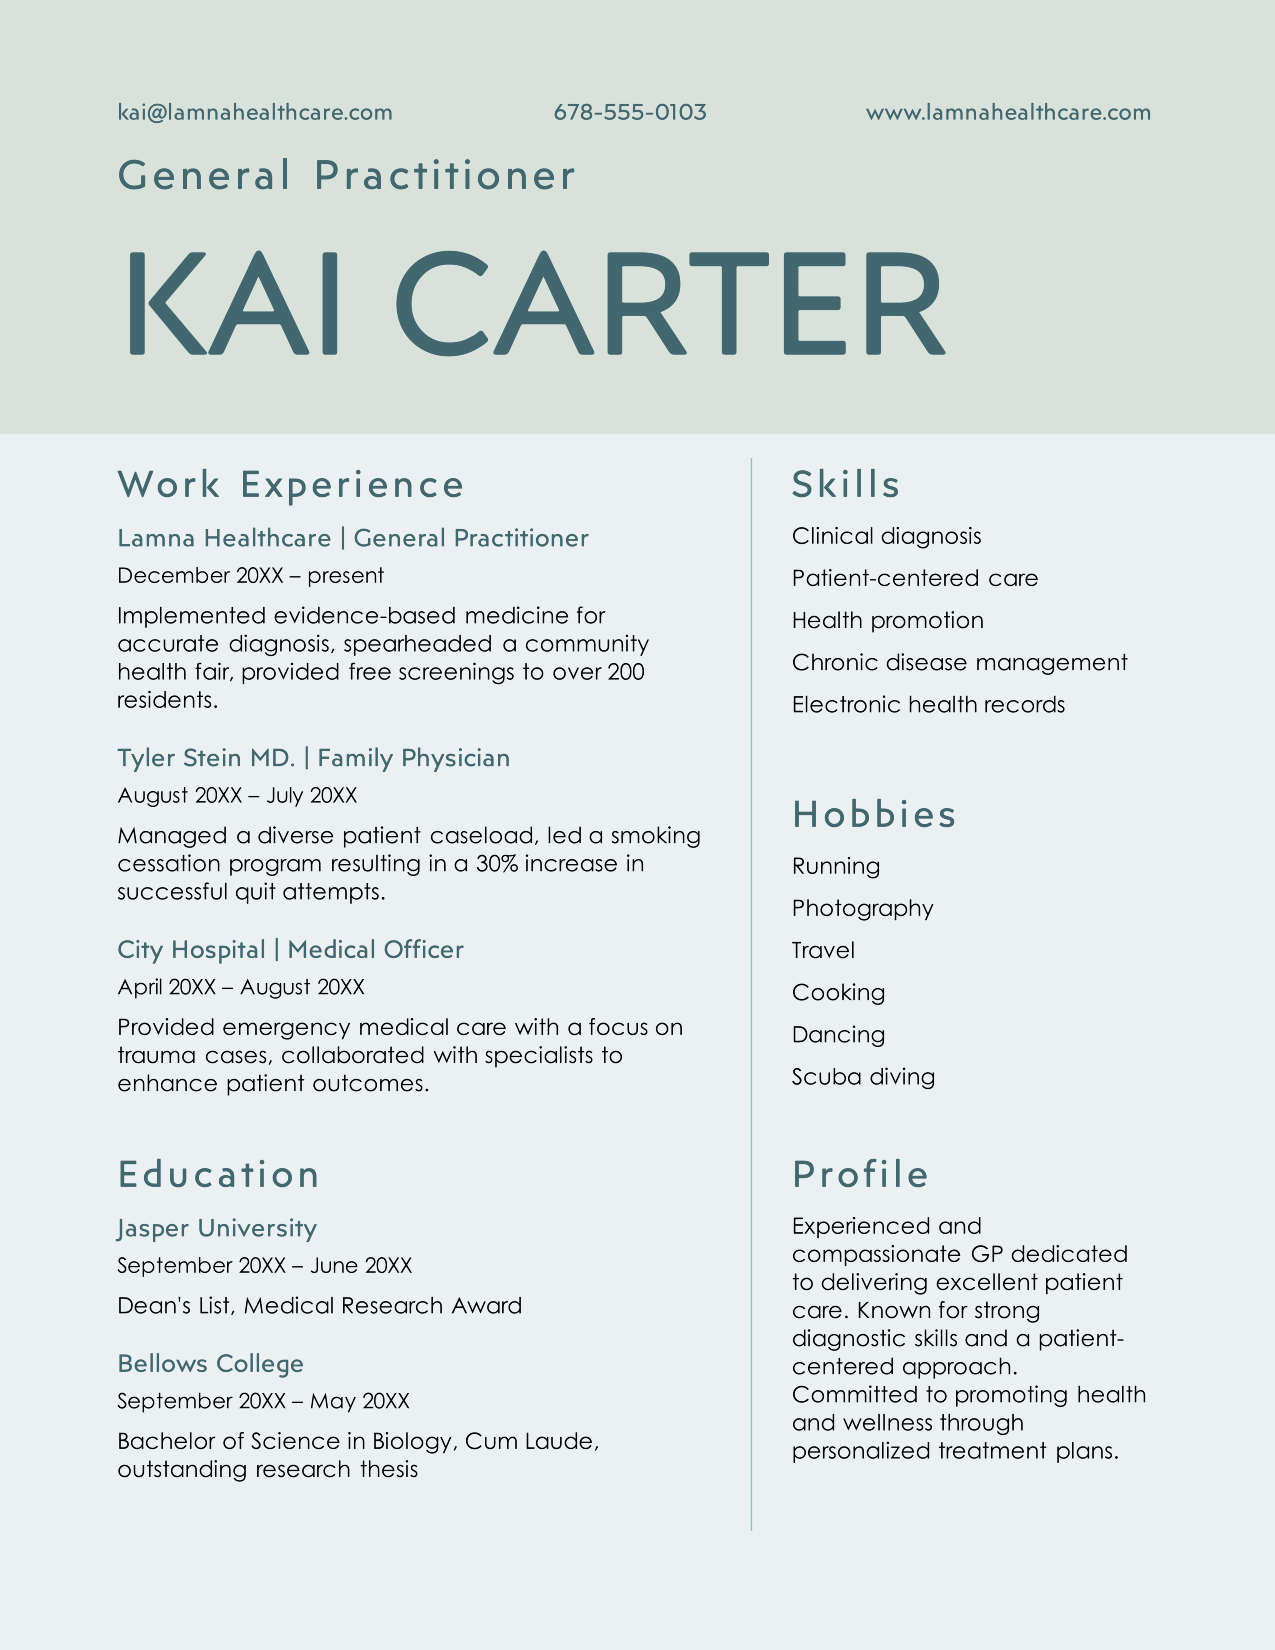 kai@lamnahealthcare.com 678-555-0103 www.lamnahealthcare.com
General Practitioner
KAI CARTER
Work Experience
Lamna Healthcare | General Practitioner
December 20XX – present
Implemented evidence-based medicine for
accurate diagnosis, spearheaded a community
health fair, provided free screenings to over 200
residents.
Tyler Stein MD. | Family Physician
August 20XX – July 20XX
Managed a diverse patient caseload, led a smoking
cessation program resulting in a 30% increase in
successful quit attempts.
City Hospital | Medical Officer
April 20XX – August 20XX
Provided emergency medical care with a focus on
trauma cases, collaborated with specialists to
enhance patient outcomes.
Education
Jasper University
September 20XX – June 20XX
Dean's List, Medical Research Award
Bellows College
September 20XX – May 20XX
Bachelor of Science in Biology, Cum Laude,
outstanding research thesis
Skills
Clinical diagnosis
Patient-centered care
Health promotion
Chronic disease management
Electronic health records
Hobbies
Running
Photography
Travel
Cooking
Dancing
Scuba diving
Profile
Experienced and
compassionate GP dedicated
to delivering excellent patient
care. Known for strong
diagnostic skills and a patient-
centered approach.
Committed to promoting health
and wellness through
personalized treatment plans.